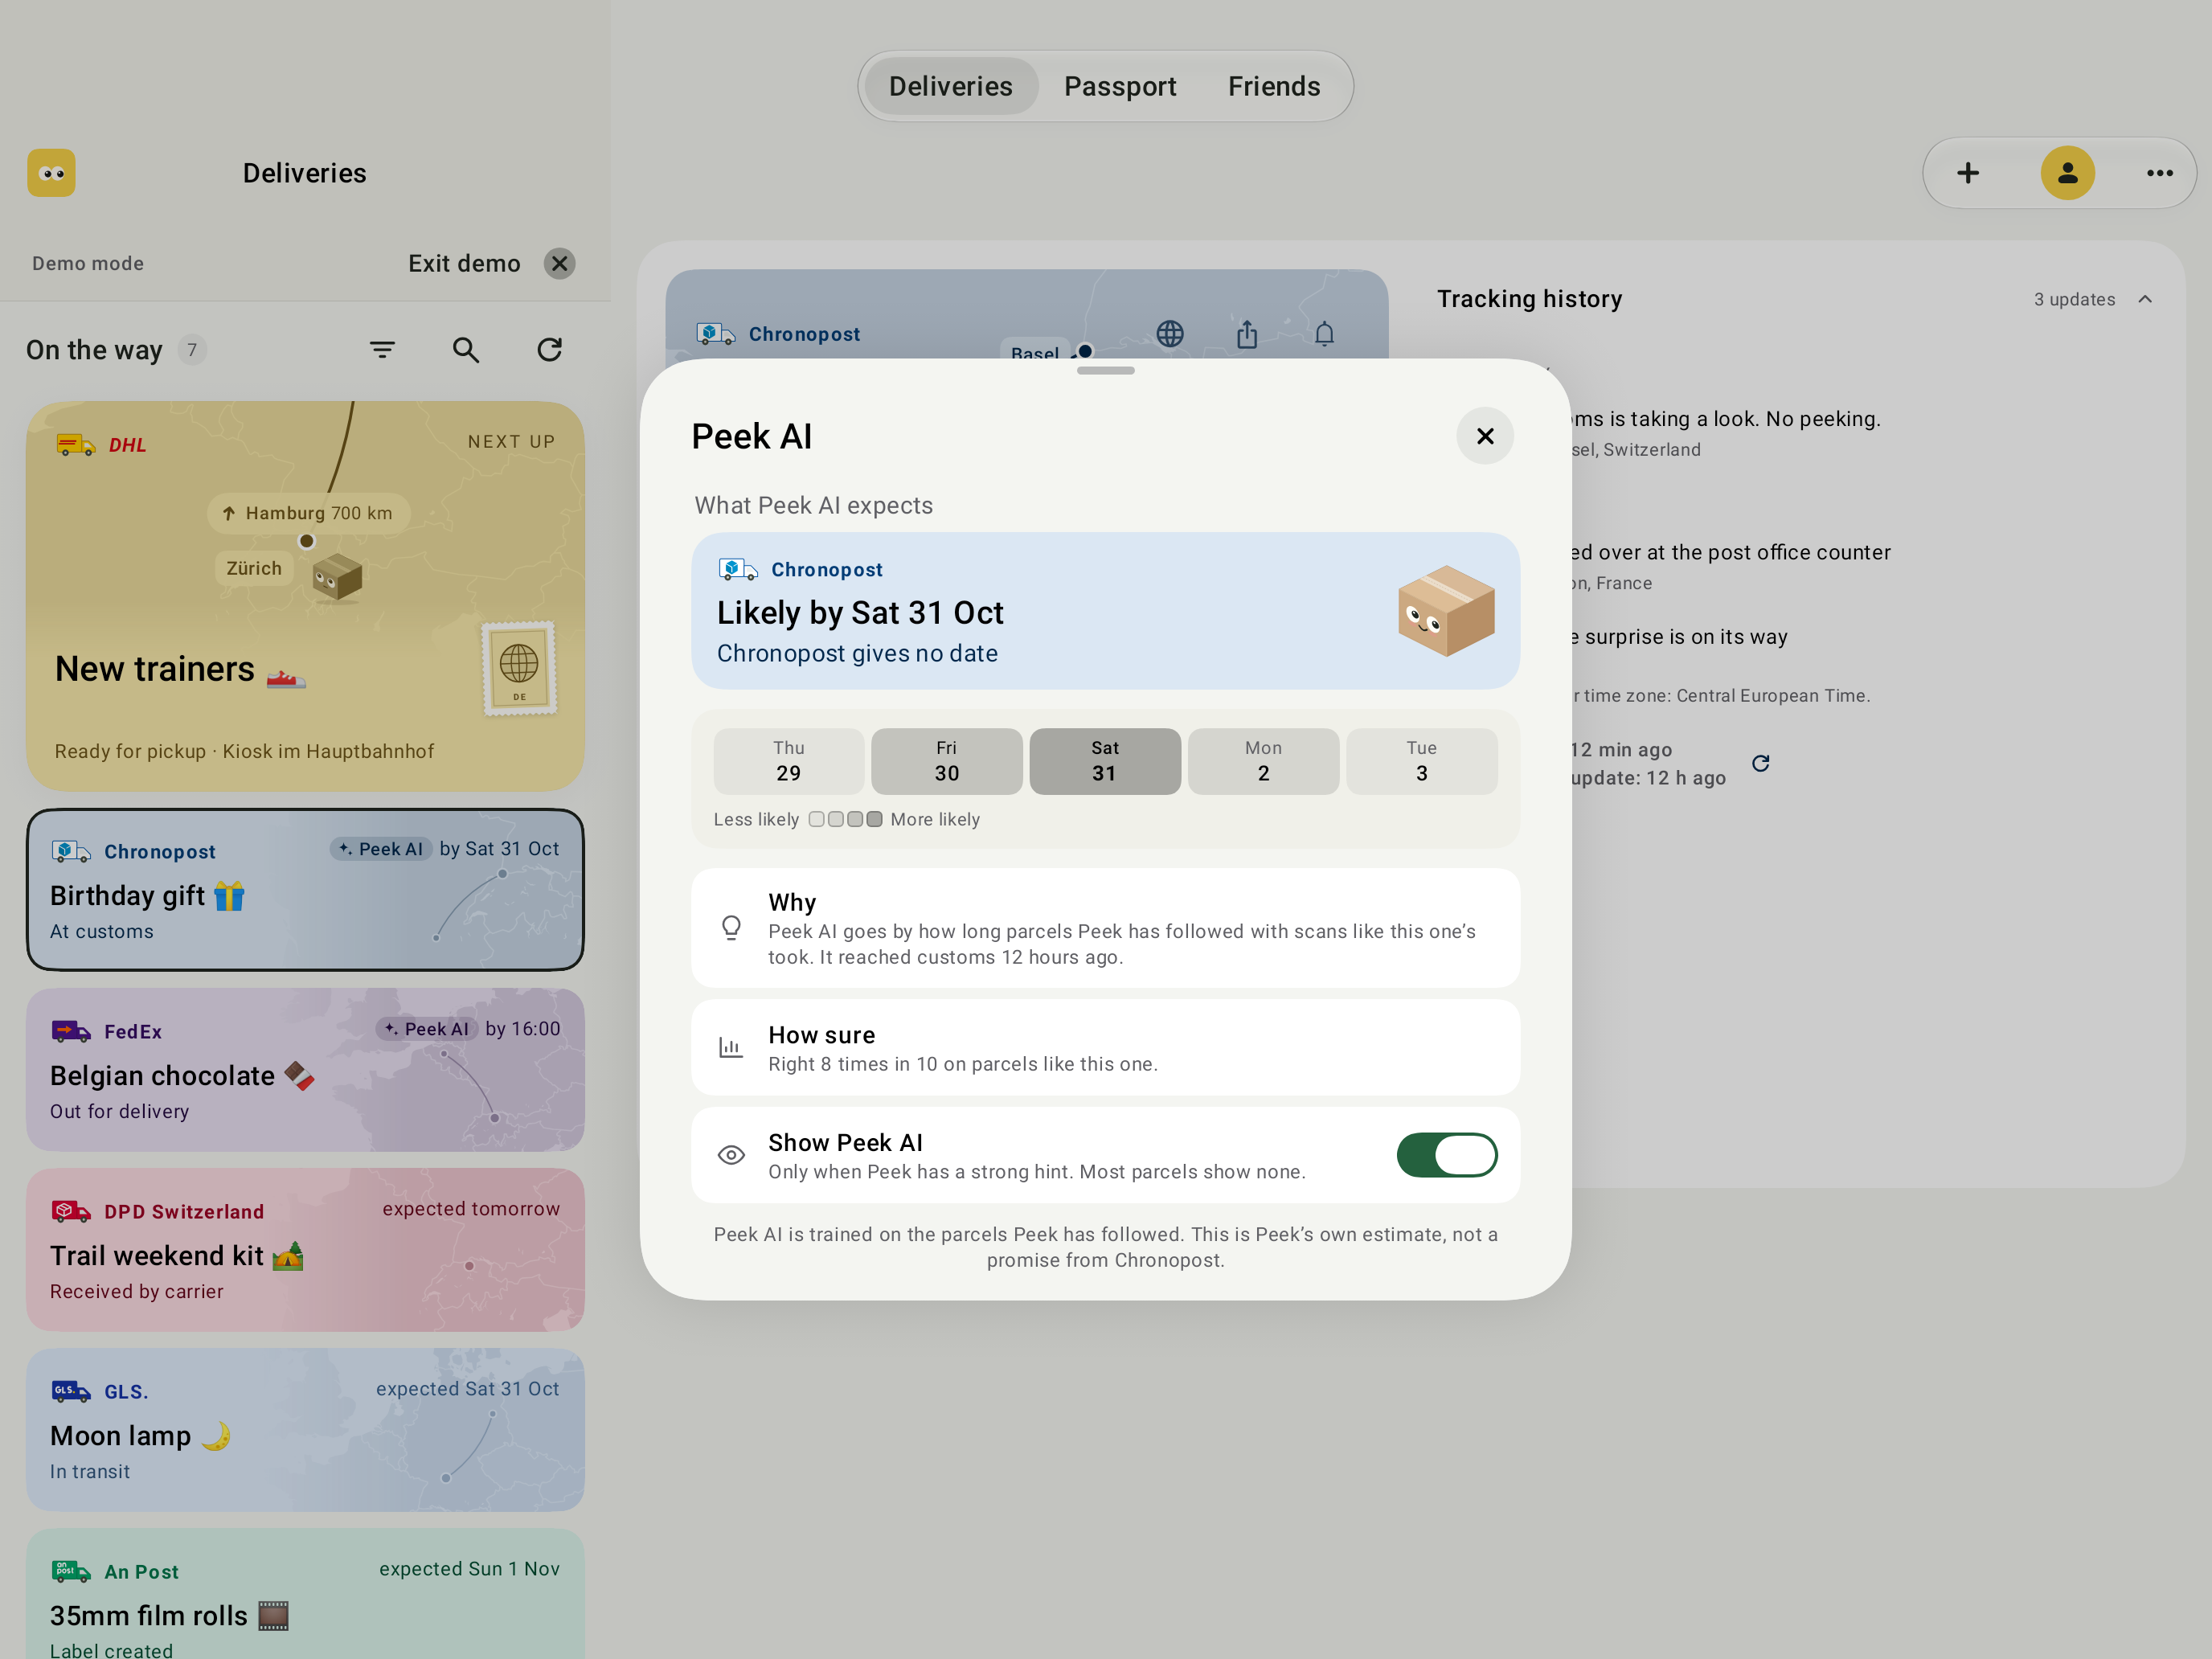 Deliveries
Passport
Friends
Deliveries
Demo mode
Exit demo
On the way 7
DHL
NEXT UP
Hamburg 700 km
Zürich
New trainers
DE
Ready for pickup · Kiosk im Hauptbahnhof
Chronopost
Peek AI by Sat 31 Oct
Birthday gift
At customs
FedEx
Peek AI by 16:00
Belgian chocolate
Out for delivery
DPD Switzerland
expected tomorrow
Trail weekend kit
Received by carrier
GLS.
GLS.
expected Sat 31 Oct
Moon lamp
In transit
an post
An Post
expected Sun 1 Nov
35mm film rolls
Label created
Chronopost
Basel
Tracking history
3 updates
is taking a look. No peeking.
Switzerland
over at the post office counter
France
surprise is on its way
time zone: Central European Time.
12 min ago
update: 12 h ago
Peek AI
What Peek AI expects
Chronopost
Likely by Sat 31 Oct
Chronopost gives no date
Thu
29
Fri
30
Sat
31
Mon
2
Tue
3
Less likely
More likely
Why
Peek AI goes by how long parcels Peek has followed with scans like this one’s
took. It reached customs 12 hours ago.
How sure
Right 8 times in 10 on parcels like this one.
Show Peek AI
Only when Peek has a strong hint. Most parcels show none.
Peek AI is trained on the parcels Peek has followed. This is Peek’s own estimate, not a
promise from Chronopost.